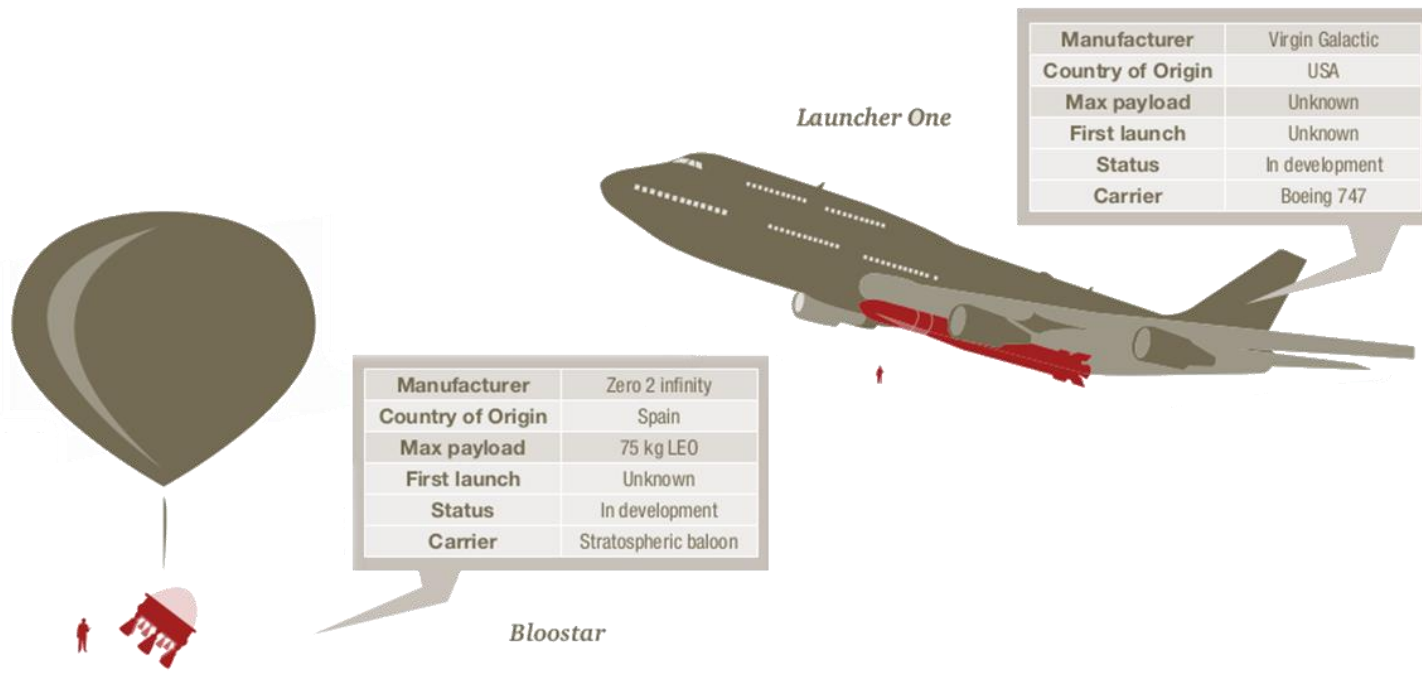 Launcher One
Manufacturer Virgin Galactic
Country of Origin USA
Max payload Unknown
First launch Unknown
Status In development
Carrier Boeing 747
Manufacturer Zero 2 infinity
Country of Origin Spain
Max payload 75 kg LEO
First launch Unknown
Status In development
Carrier Stratospheric baloon
Bloostar